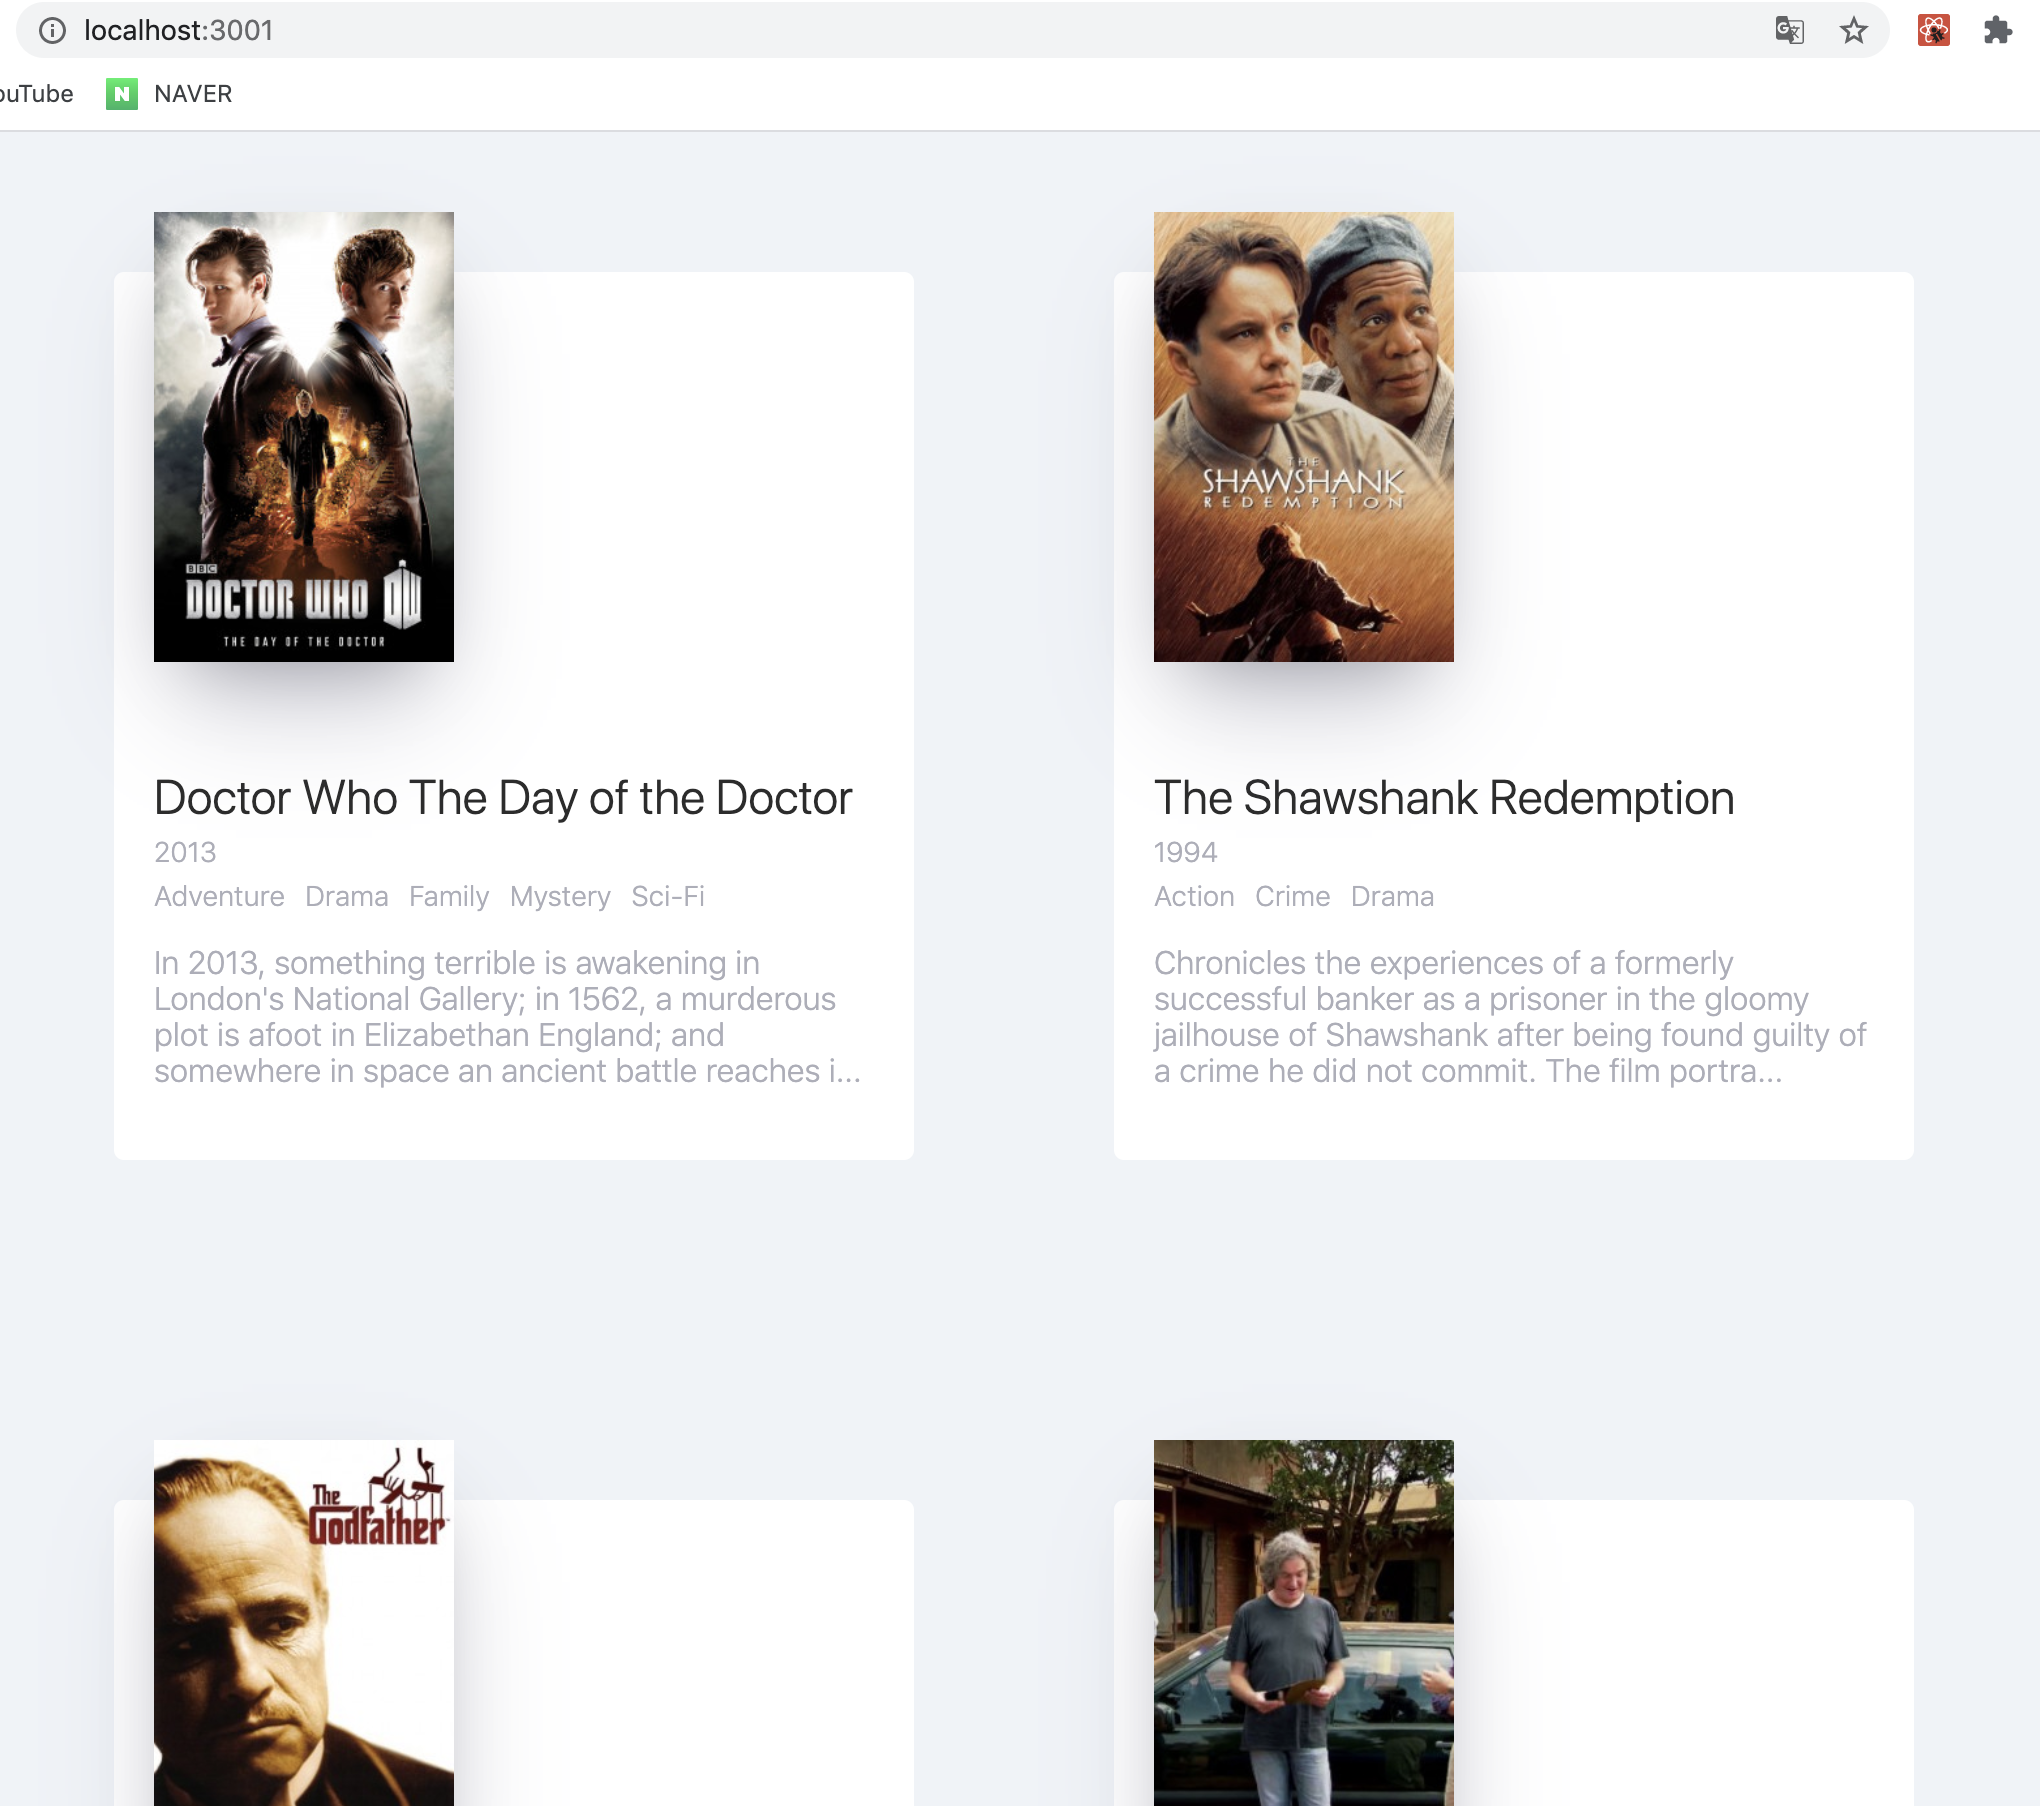 localhost:3001
ouTube
N
NAVER
BBC
DOCTOR WHO DW
THE DAY OF THE DOCTOR
Doctor Who The Day of the Doctor
2013
Adventure Drama Family Mystery Sci-Fi
In 2013, something terrible is awakening in
London's National Gallery; in 1562, a murderous
plot is afoot in Elizabethan England; and
somewhere in space an ancient battle reaches i...
THE
SHAWSHANK
REDEMPTION
The Shawshank Redemption
1994
Action Crime Drama
Chronicles the experiences of a formerly
successful banker as a prisoner in the gloomy
jailhouse of Shawshank after being found guilty of
a crime he did not commit. The film portra...
The
Godfather